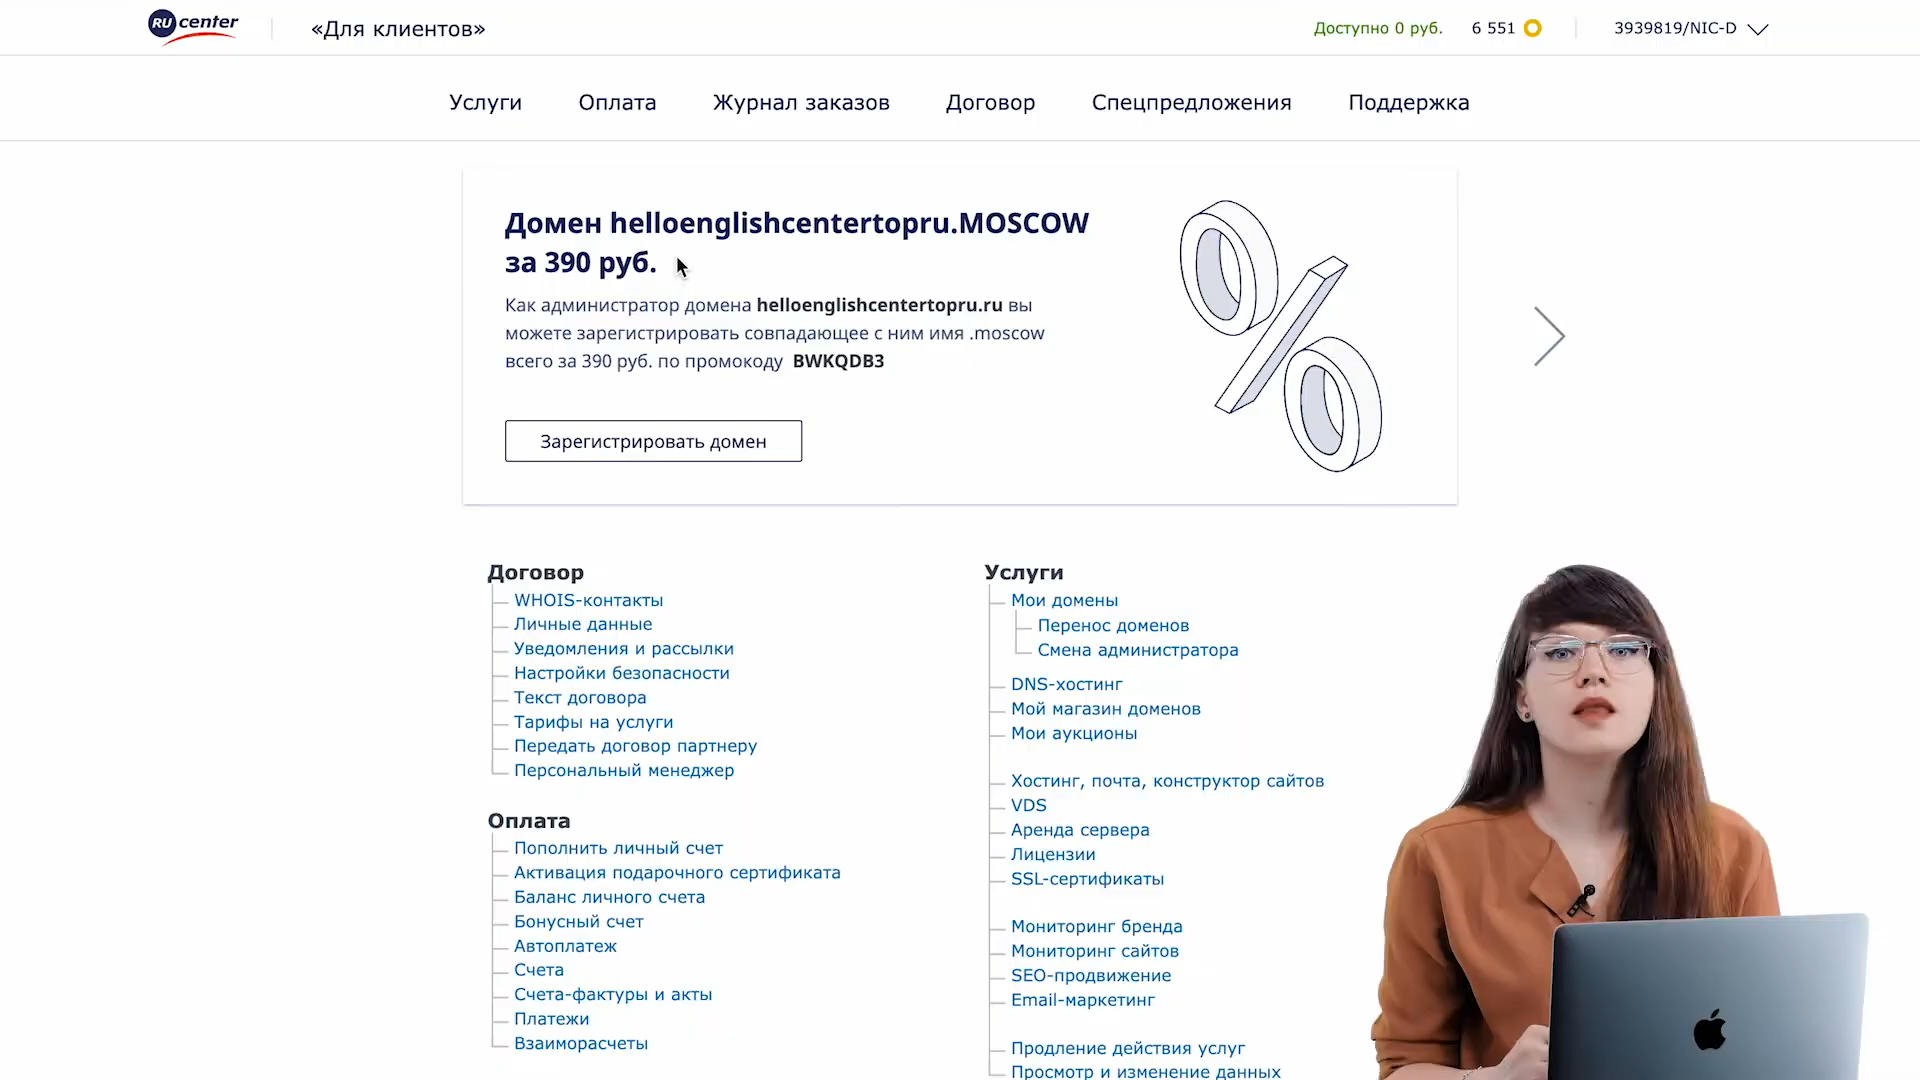 RU center
«Для клиентов»
Доступно 0 руб.
6 551
3939819/NIC-D
Услуги
Оплата
Журнал заказов
Договор
Спецпредложения
Поддержка
Домен helloenglishcentertopru.MOSCOW
за 390 руб.
Как администратор домена helloenglishcentertopru.ru вы
можете зарегистрировать совпадающее с ним имя .moscow
всего за 390 руб. по промокоду BWKQDB3
Зарегистрировать домен
Договор
WHOIS-контакты
Личные данные
Уведомления и рассылки
Настройки безопасности
Текст договора
Тарифы на услуги
Передать договор партнеру
Персональный менеджер
Оплата
Пополнить личный счет
Активация подарочного сертификата
Баланс личного счета
Бонусный счет
Автоплатеж
Счета
Счета-фактуры и акты
Платежи
Взаиморасчеты
Услуги
Мои домены
Перенос доменов
Смена администратора
DNS-хостинг
Мой магазин доменов
Мои аукционы
Хостинг, почта, конструктор сайтов
VDS
Аренда сервера
Лицензии
SSL-сертификаты
Мониторинг бренда
Мониторинг сайтов
SEO-продвижение
Email-маркетинг
Продление действия услуг
Просмотр и изменение данных